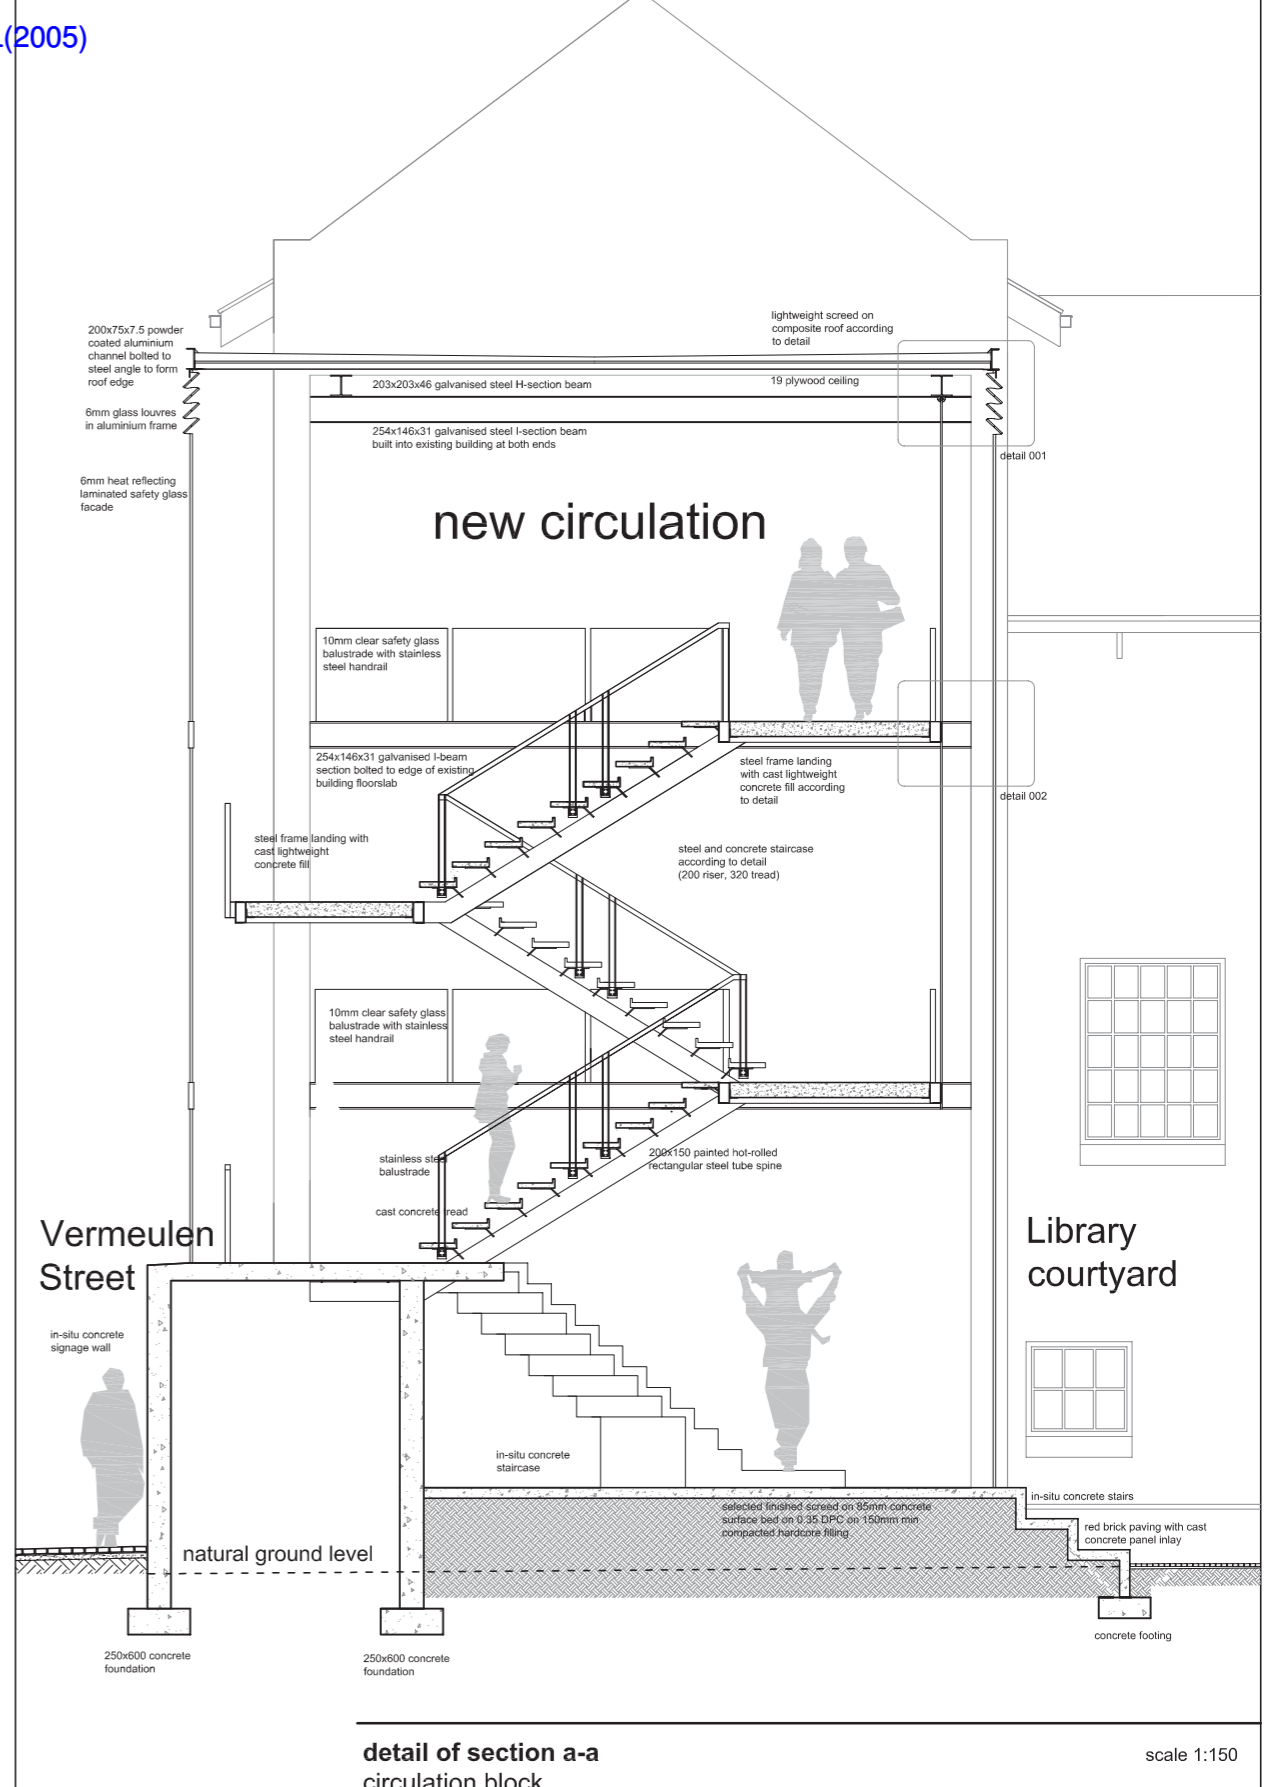 .(2005)
200x75x7.5 powder
coated aluminium
channel bolted to
steel angle to form
roof edge
6mm glass louvres
in aluminium frame
6mm heat reflecting
laminated safety glass
facade
lightweight screed on
composite roof according
to detail
203x203x46 galvanised steel H-section beam
19 plywood ceiling
254x146x31 galvanised steel I-section beam
built into existing building at both ends
detail 001
new circulation
10mm clear safety glass
balustrade with stainless
steel handrail
254x146x31 galvanised I-beam
section bolted to edge of existing
building floorslab
steel frame landing
with cast lightweight
concrete fill according
to detail
detail 002
steel frame landing with
cast lightweight
concrete fill
steel and concrete staircase
according to detail
(200 riser, 320 tread)
10mm clear safety glass
balustrade with stainless
steel handrail
stainless steel
balustrade
200x150 painted hot-rolled
rectangular steel tube spine
cast concrete tread
Vermeulen
Street
Library
courtyard
in-situ concrete
signage wall
in-situ concrete
staircase
in-situ concrete stairs
selected finished screed on 85mm concrete
surface bed on 0.35 DPC on 150mm min
compacted hardcore filling
red brick paving with cast
concrete panel inlay
natural ground level
250x600 concrete
foundation
250x600 concrete
foundation
concrete footing
detail of section a-a
scale 1:150
circulation block